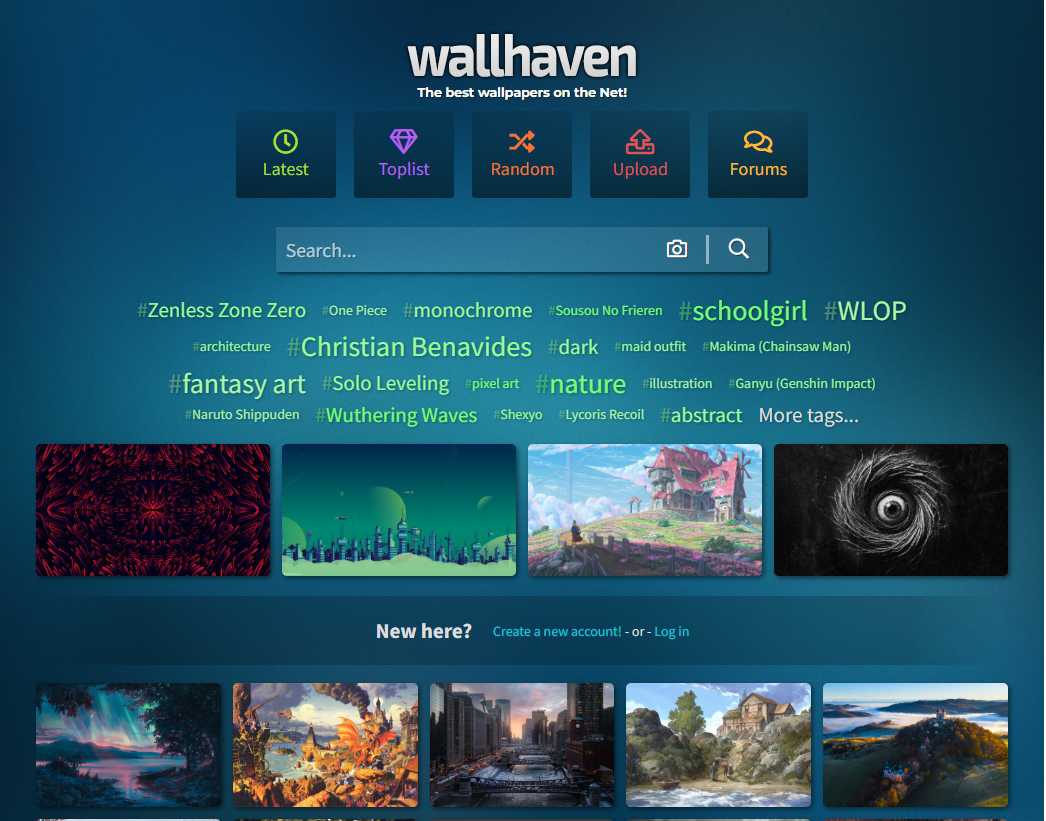 wallhaven
The best wallpapers on the Net!
Latest Toplist Random Upload Forums
Search...
#Zenless Zone Zero #One Piece #monochrome #Sousou No Frieren #schoolgirl #WLOP
#architecture #Christian Benavides #dark #maid outfit #Makima (Chainsaw Man)
#fantasy art #Solo Leveling #pixel art #nature #illustration #Ganyu (Genshin Impact)
#Naruto Shippuden #Wuthering Waves #Shexyo #Lycoris Recoil #abstract More tags...
New here? Create a new account! - or - Log in